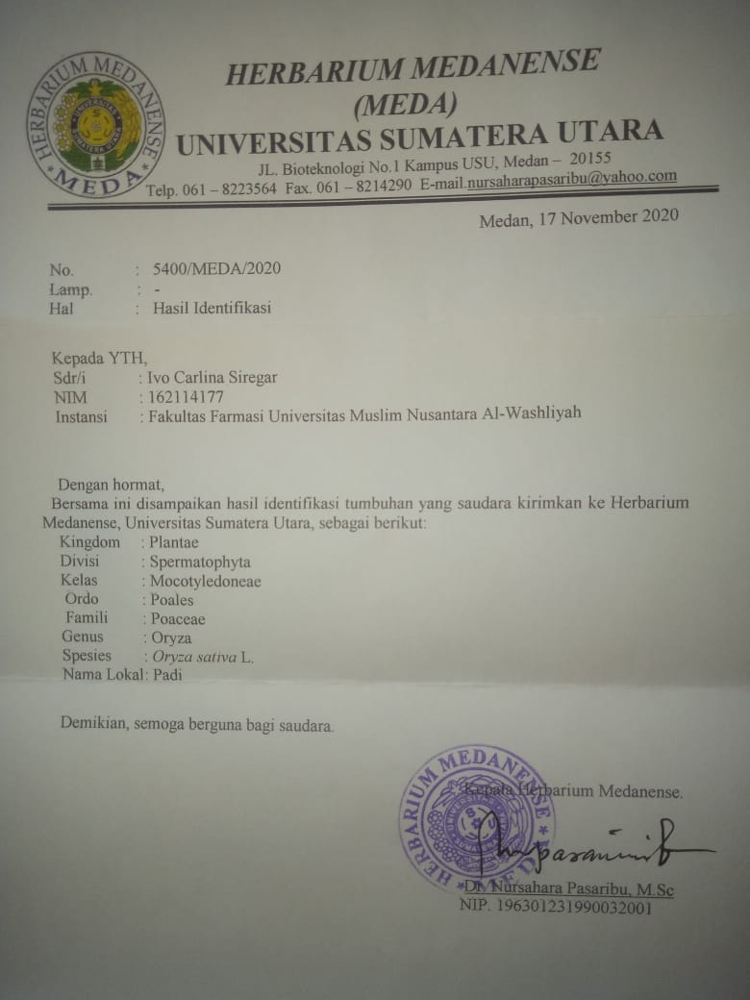 HERBARIUM MEDANENSE
(MEDA)
UNIVERSITAS SUMATERA UTARA
JL. Bioteknologi No.1 Kampus USU, Medan – 20155
Telp. 061 – 8223564 Fax. 061 – 8214290 E-mail.nursaharapasaribu@yahoo.com
HERBARIUM MEDANENSE
* MEDA *
UNIVERSITAS
SUMATERA UTARA
Medan, 17 November 2020
No. : 5400/MEDA/2020
Lamp. : -
Hal : Hasil Identifikasi
Kepada YTH,
Sdr/i : Ivo Carlina Siregar
NIM : 162114177
Instansi : Fakultas Farmasi Universitas Muslim Nusantara Al-Washliyah
Dengan hormat,
Bersama ini disampaikan hasil identifikasi tumbuhan yang saudara kirimkan ke Herbarium
Medanense, Universitas Sumatera Utara, sebagai berikut:
Kingdom : Plantae
Divisi : Spermatophyta
Kelas : Mocotyledoneae
Ordo : Poales
Famili : Poaceae
Genus : Oryza
Spesies : Oryza sativa L.
Nama Lokal: Padi
Demikian, semoga berguna bagi saudara.
Kepala Herbarium Medanense.
HERBARIUM MEDANENSE
* MEDA *
Dr. Nursahara Pasaribu, M.Sc
NIP. 196301231990032001